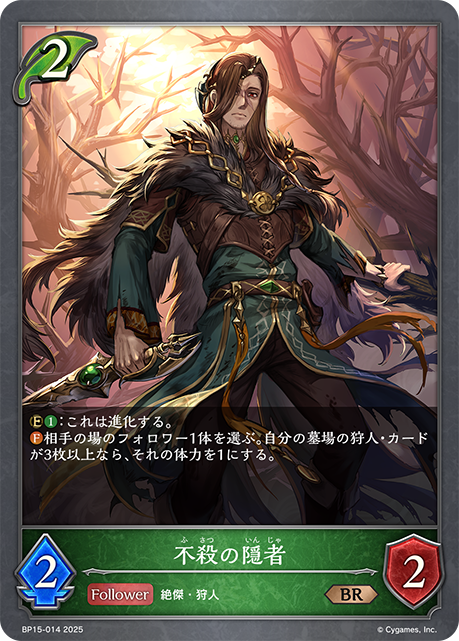 2
E 1:これは進化する。
F 相手の場のフォロワー1体を選ぶ。自分の墓場の狩人・カード
が3枚以上なら、それの体力を1にする。
ふさつ いんじゃ
不殺の隠者
2
Follower 絶傑・狩人
BR
2
BP15-014 2025
© Cygames, Inc.